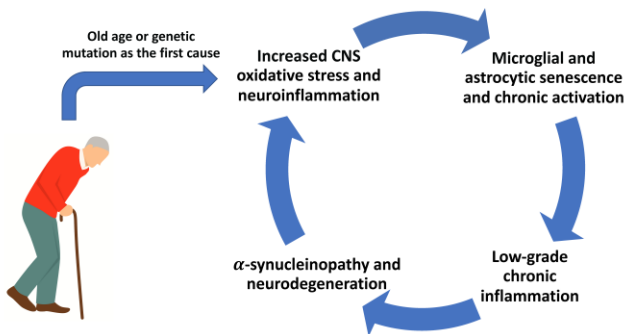 Old age or genetic
mutation as the first cause
Increased CNS
oxidative stress and
neuroinflammation
Microglial and
astrocytic senescence
and chronic activation
Low-grade
chronic
inflammation
α-synucleinopathy and
neurodegeneration